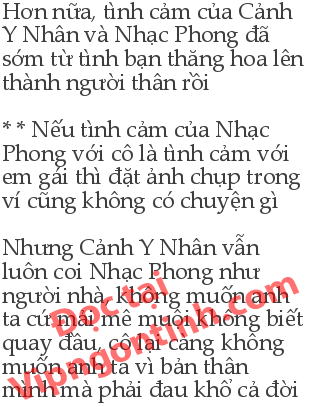 Hơn nữa, tình cảm của Cảnh
Y Nhân và Nhạc Phong đã
sớm từ tình bạn thăng hoa lên
thành người thân rồi
* * Nếu tình cảm của Nhạc
Phong với cô là tình cảm với
em gái thì đặt ảnh chụp trong
ví cũng không có chuyện gì
Nhưng Cảnh Y Nhân vẫn
luôn coi Nhạc Phong như
người nhà, không muốn anh
ta cứ mãi mê muội không biết
quay đầu, cô lại càng không
muốn anh ta vì bản thân
mình mà phải đau khổ cả đời
Đọc tại
Vipngontinh.com